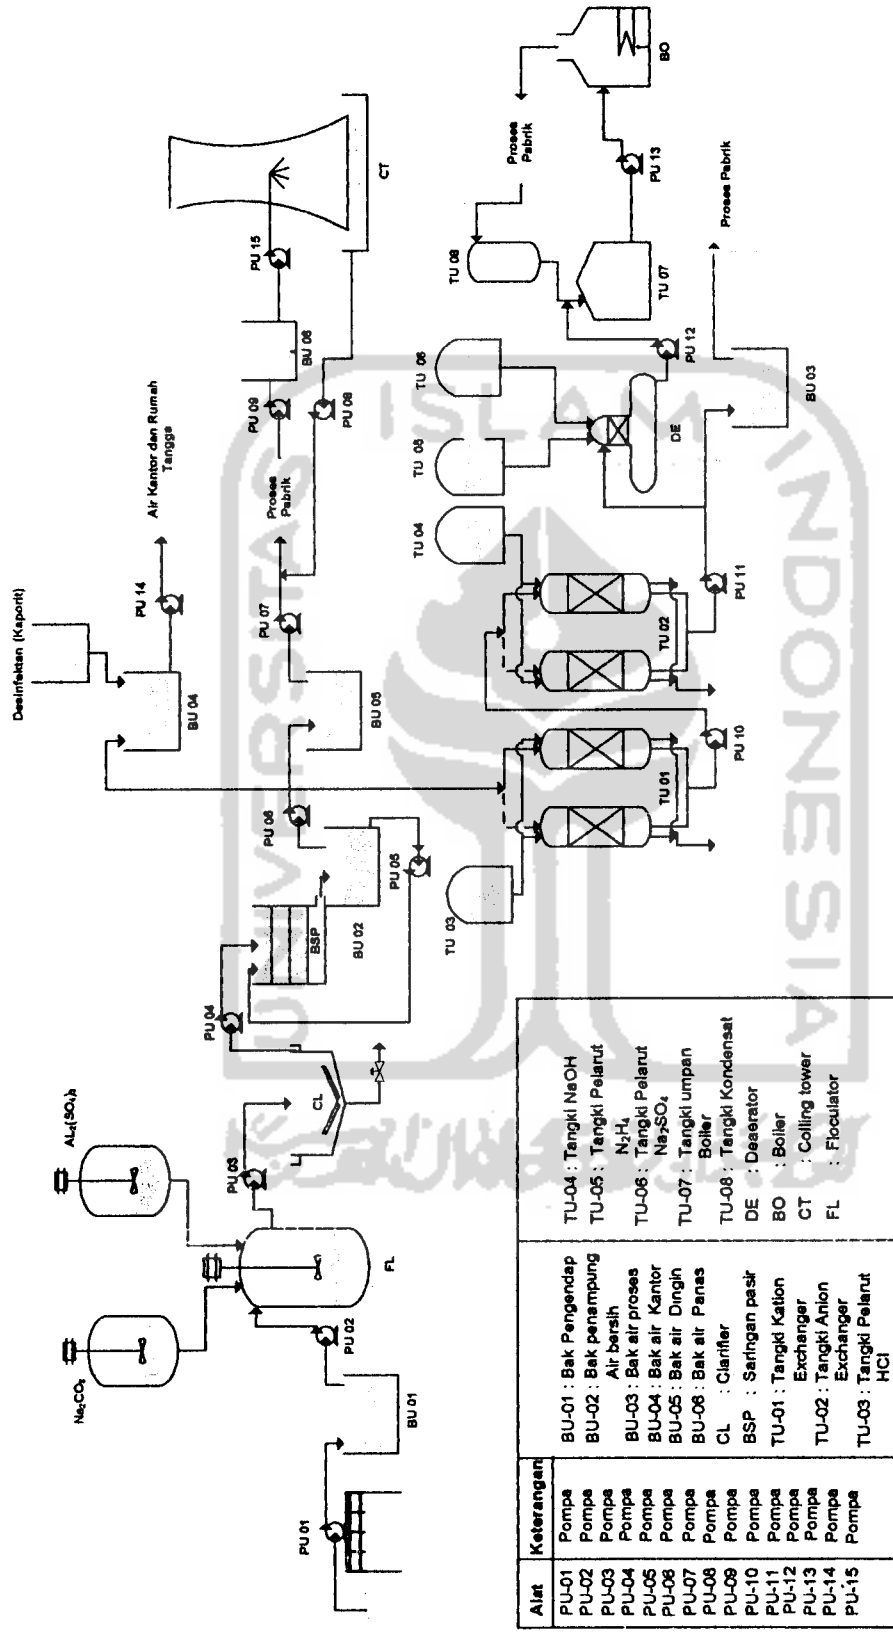 Al₂(SO₄)₃
Na₂CO₃
Desinfektan (Kaporit)
Air Kantor dan Rumah
Tangga
PU 14
BU 04
PU 01
BU 01
PU 02
FL
PU 03
CL
PU 04
BSP
BU 02
PU 05
PU 06
BU 05
PU 07
Proses
Pabrik
PU 08
PU 09
BU 06
PU 15
CT
TU 03
TU 01
PU 10
TU 02
TU 04
PU 11
TU 05
TU 06
DE
PU 12
BU 03
Proses Pabrik
TU 08
TU 07
PU 13
Proses
Pabrik
BO
Alat Keterangan
PU-01 Pompa
PU-02 Pompa
PU-03 Pompa
PU-04 Pompa
PU-05 Pompa
PU-06 Pompa
PU-07 Pompa
PU-08 Pompa
PU-09 Pompa
PU-10 Pompa
PU-11 Pompa
PU-12 Pompa
PU-13 Pompa
PU-14 Pompa
PU-15 Pompa
BU-01 : Bak Pengendap
BU-02 : Bak penampung
Air bersih
BU-03 : Bak air proses
BU-04 : Bak air Kantor
BU-05 : Bak air Dingin
BU-06 : Bak air Panas
CL : Clarifier
BSP : Saringan pasir
TU-01 : Tangki Kation
Exchanger
TU-02 : Tangki Anion
Exchanger
TU-03 : Tangki Pelarut
HCl
TU-04 : Tangki NaOH
TU-05 : Tangki Pelarut
N₂H₄
TU-06 : Tangki Pelarut
Na₂SO₄
TU-07 : Tangki umpan
Boiler
TU-08 : Tangki Kondensat
DE : Deaerator
BO : Boiler
CT : Colling tower
FL : Floculator
UNIVERSITAS
ISLAM
INDONESIA